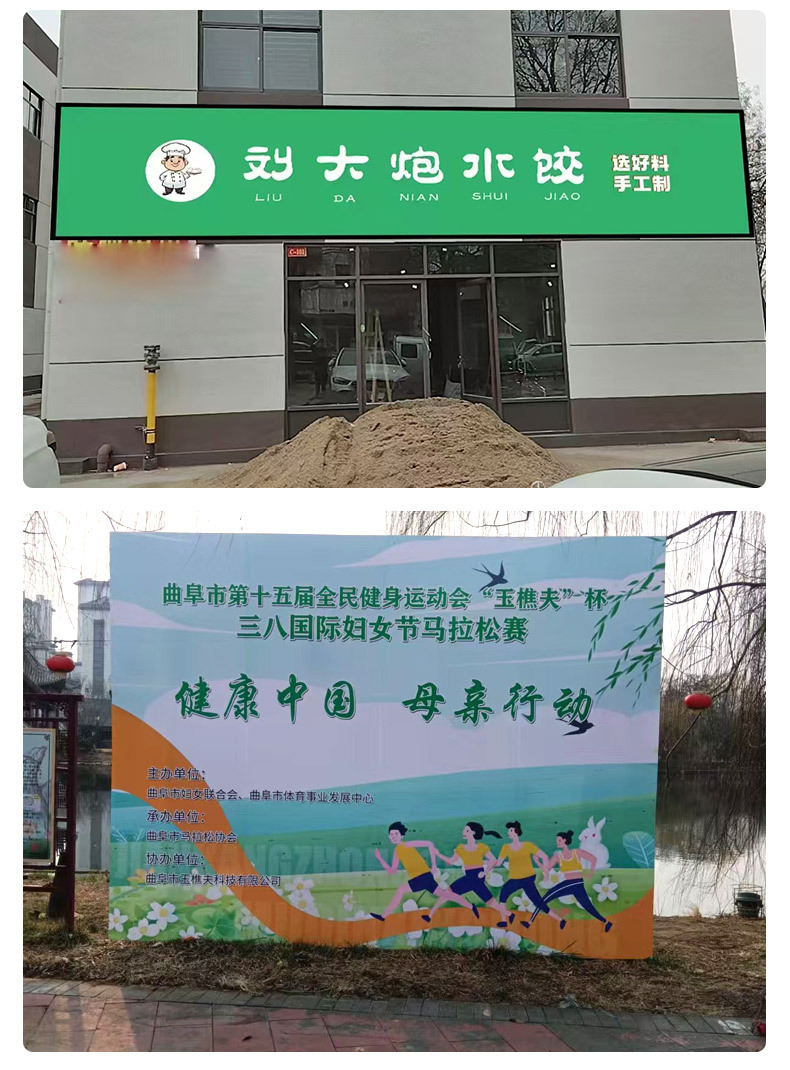 刘大炮水饺
LIU DA NIAN SHUI JIAO
选好料
手工制
C-101
曲阜市第十五届全民健身运动会“玉樵夫”杯
三八国际妇女节马拉松赛
健康中国 母亲行动
主办单位：
曲阜市妇女联合会、曲阜市体育事业发展中心
承办单位：
曲阜市马拉松协会
协办单位：
曲阜市玉樵夫科技有限公司